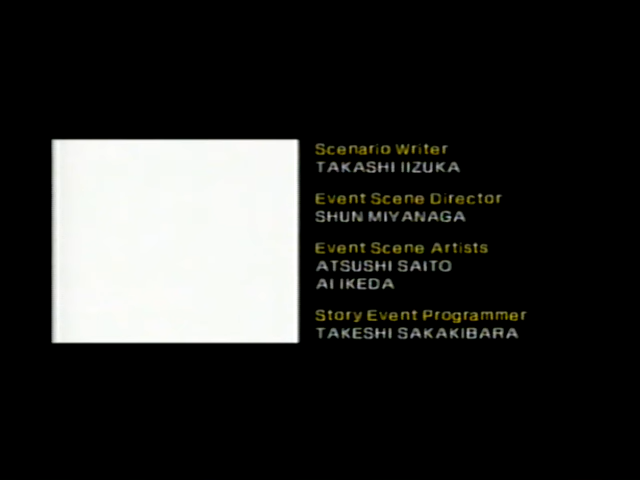 Scenario Writer
TAKASHI IIZUKA
Event Scene Director
SHUN MIYANAGA
Event Scene Artists
ATSUSHI SAITO
AI IKEDA
Story Event Programmer
TAKESHI SAKAKIBARA